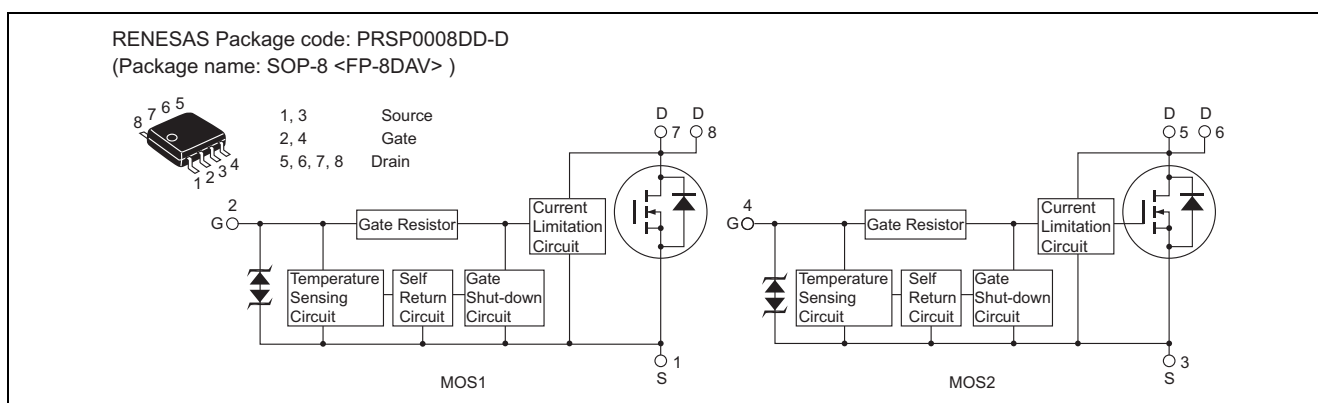 RENESAS Package code: PRSP0008DD-D
(Package name: SOP-8 <FP-8DAV> )
8 7 6 5
1 2 3 4
1, 3 Source
2, 4 Gate
5, 6, 7, 8 Drain
D D
7 8
2
G
Gate Resistor
Current
Limitation
Circuit
Temperature
Sensing
Circuit
Self
Return
Circuit
Gate
Shut-down
Circuit
1
S
MOS1
D D
5 6
4
G
Gate Resistor
Current
Limitation
Circuit
Temperature
Sensing
Circuit
Self
Return
Circuit
Gate
Shut-down
Circuit
3
S
MOS2